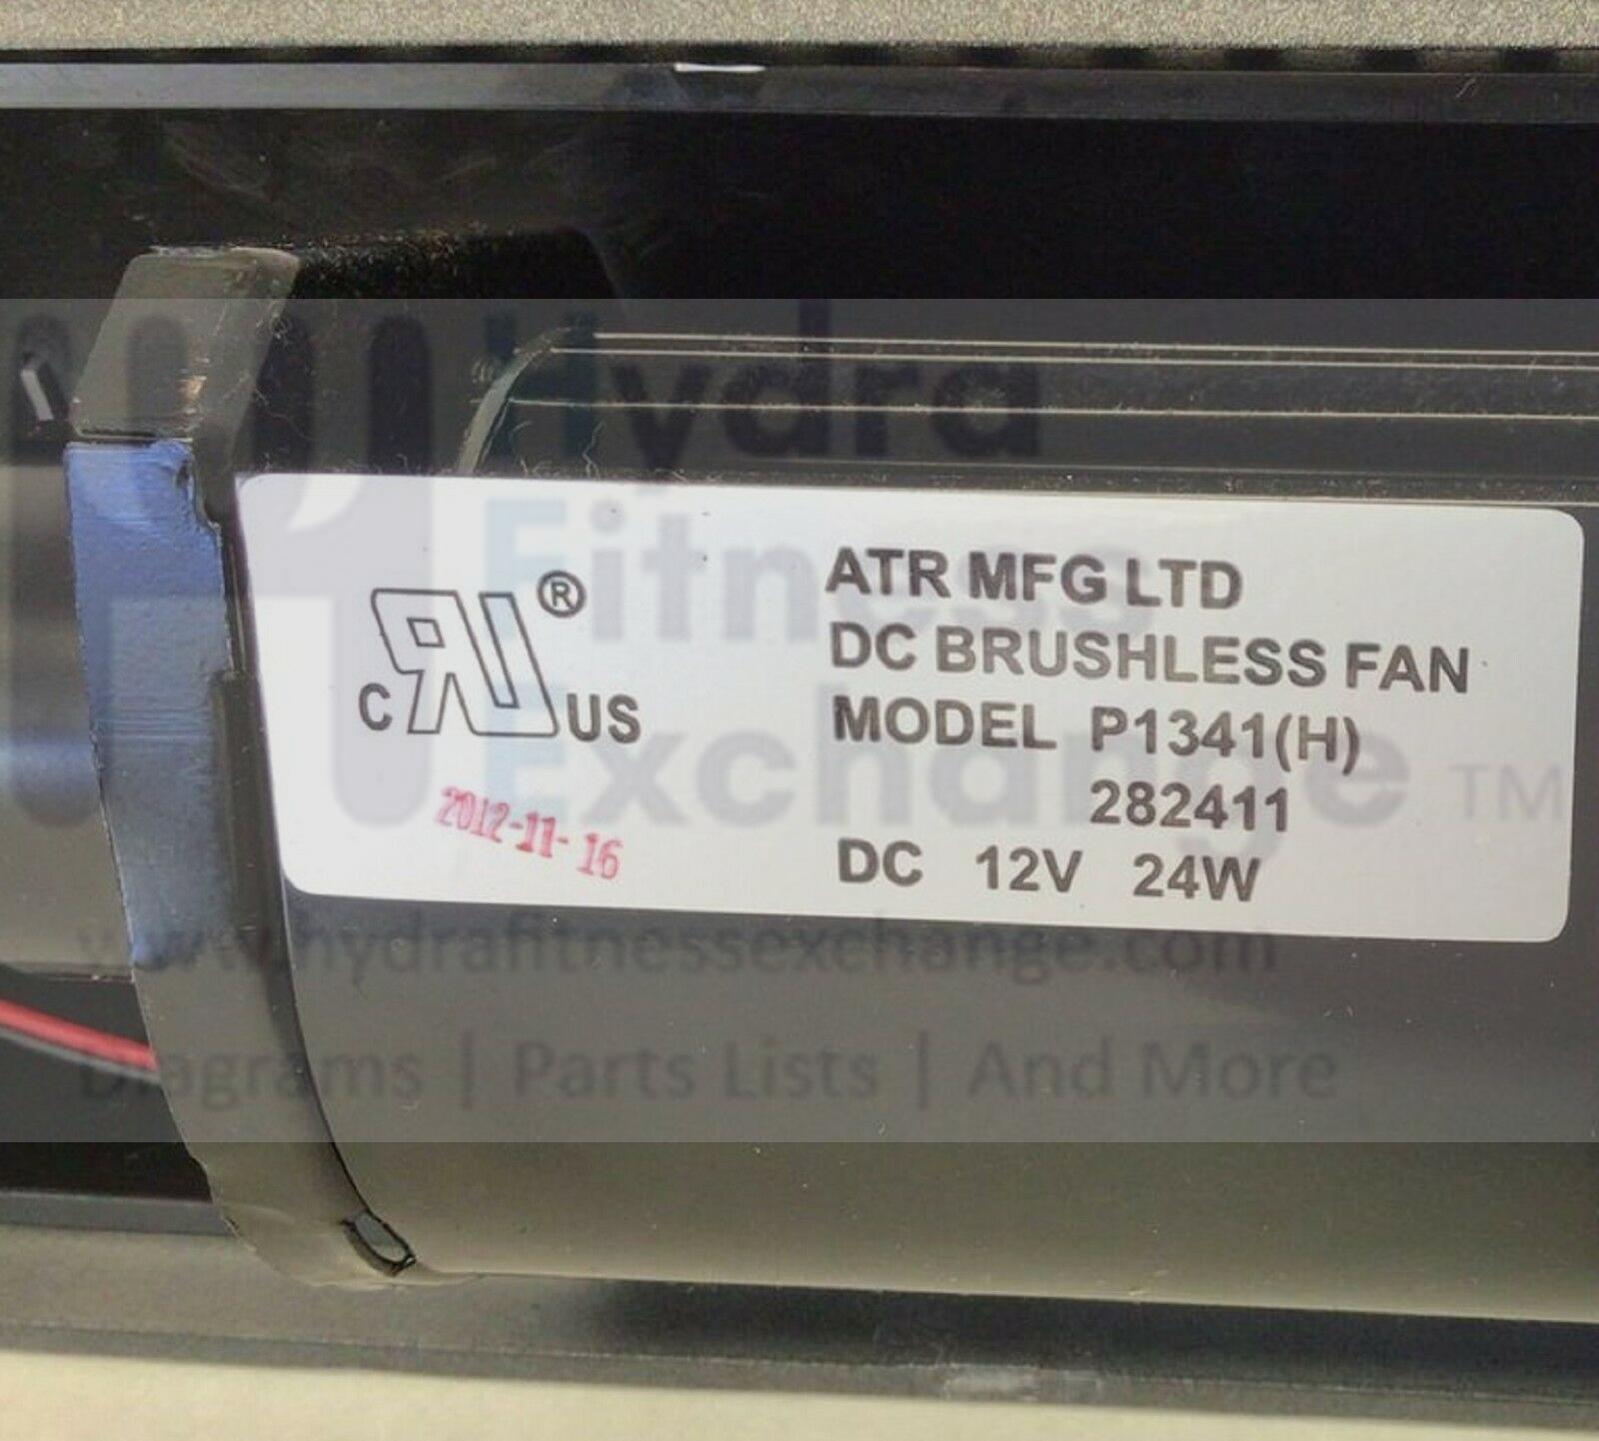 Hydra
Fitness
Exchange TM
ATR MFG LTD
DC BRUSHLESS FAN
MODEL P1341(H)
282411
DC 12V 24W
C RU ® US
2012-11-16
www.hydrafitnessexchange.com
Diagrams | Parts Lists | And More